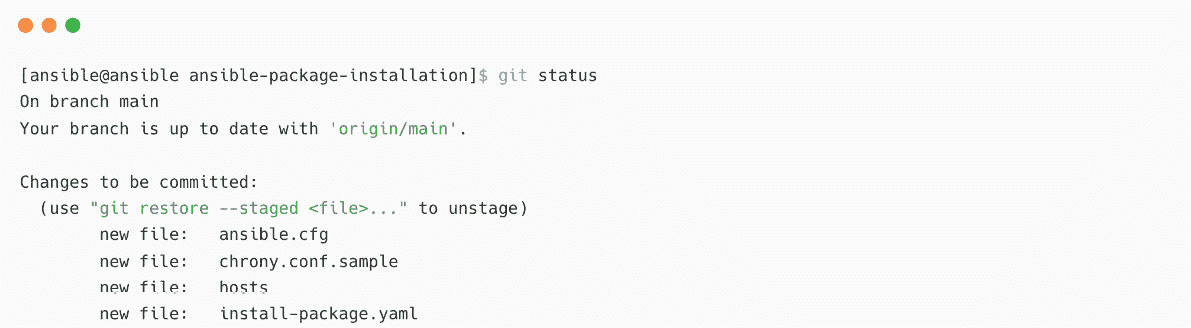 [ansible@ansible ansible-package-installation]$ git status
On branch main
Your branch is up to date with 'origin/main'.
Changes to be committed:
(use "git restore --staged <file>..." to unstage)
new file: ansible.cfg
new file: chrony.conf.sample
new file: hosts
new file: install-package.yaml